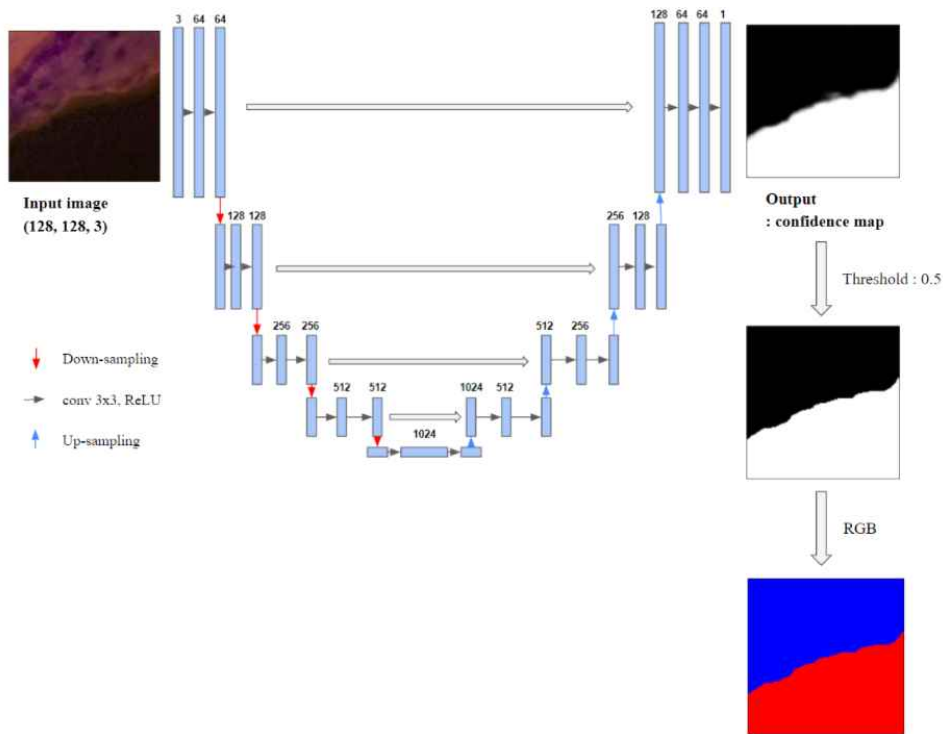 3 64 64
128 64 64 1
Input image
(128, 128, 3)
Output
: confidence map
128 128
256 128
Threshold : 0.5
256 256
512 256
Down-sampling
conv 3x3, ReLU
Up-sampling
512 512
1024 512
1024
RGB